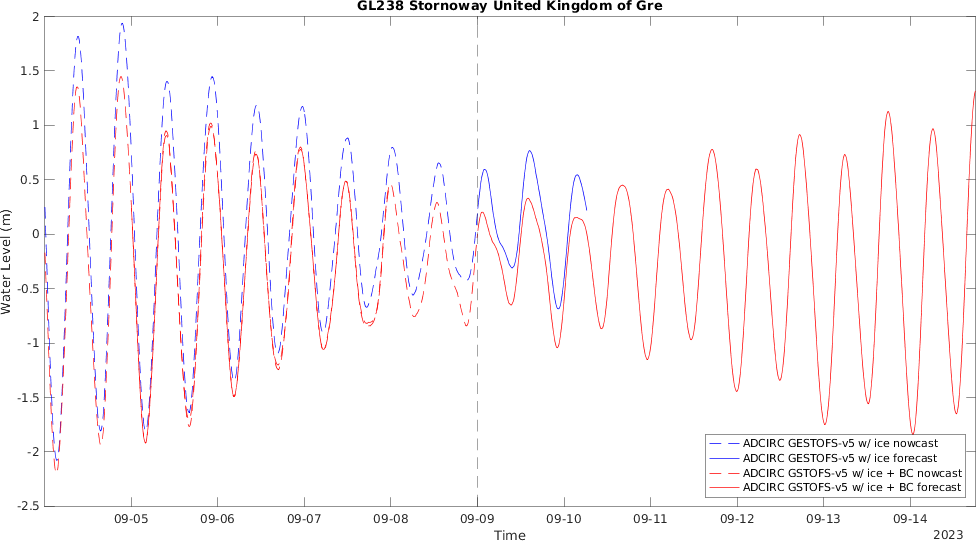 GL238 Stornoway United Kingdom of Gre
2
1.5
1
0.5
0
-0.5
-1
-1.5
-2
-2.5
Water Level (m)
ADCIRC GESTOFS-v5 w/ ice nowcast
ADCIRC GESTOFS-v5 w/ ice forecast
ADCIRC GSTOFS-v5 w/ ice + BC nowcast
ADCIRC GSTOFS-v5 w/ ice + BC forecast
09-05 09-06 09-07 09-08 09-09 09-10 09-11 09-12 09-13 09-14
Time
2023